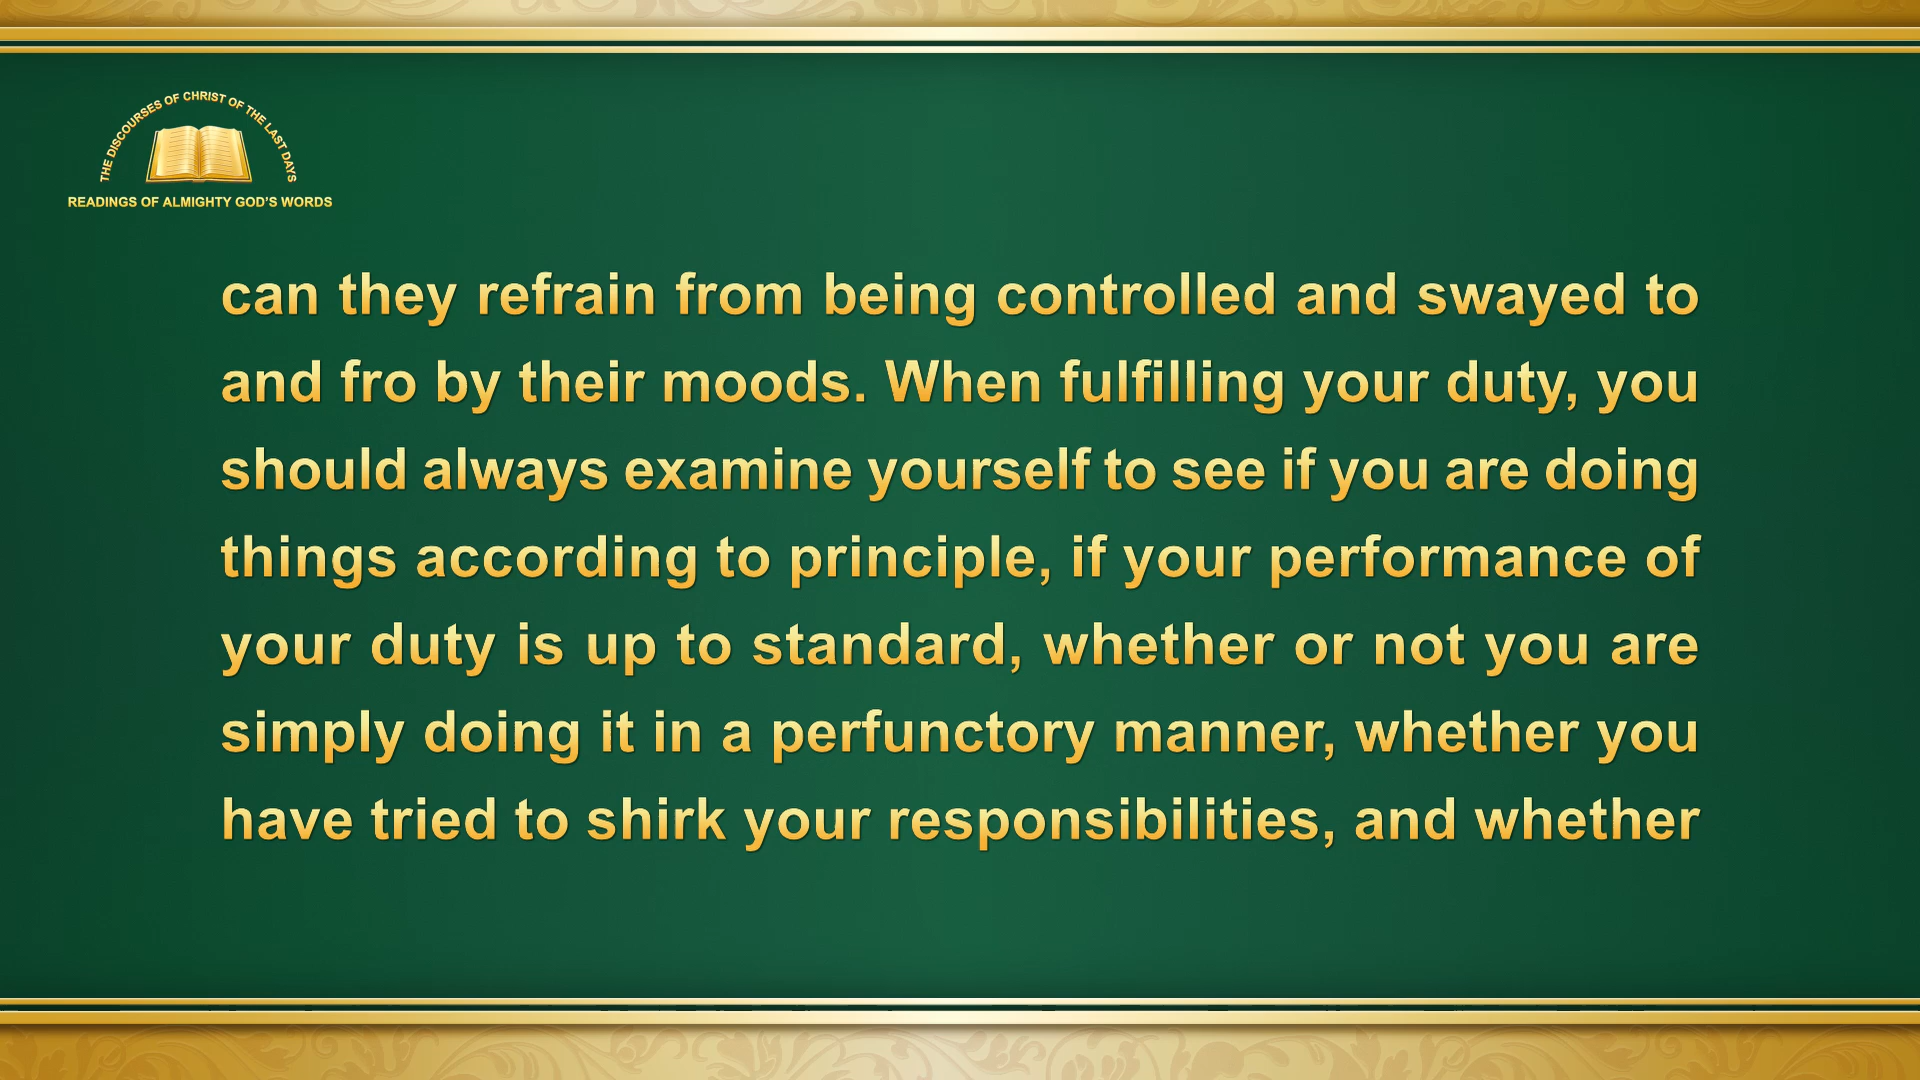 THE DISCOURSES OF CHRIST OF THE LAST DAYS
READINGS OF ALMIGHTY GOD'S WORDS
can they refrain from being controlled and swayed to
and fro by their moods. When fulfilling your duty, you
should always examine yourself to see if you are doing
things according to principle, if your performance of
your duty is up to standard, whether or not you are
simply doing it in a perfunctory manner, whether you
have tried to shirk your responsibilities, and whether